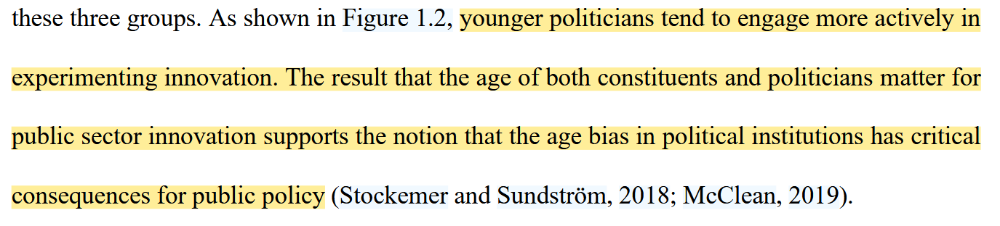 these three groups. As shown in Figure 1.2, younger politicians tend to engage more actively in
experimenting innovation. The result that the age of both constituents and politicians matter for
public sector innovation supports the notion that the age bias in political institutions has critical
consequences for public policy (Stockemer and Sundström, 2018; McClean, 2019).